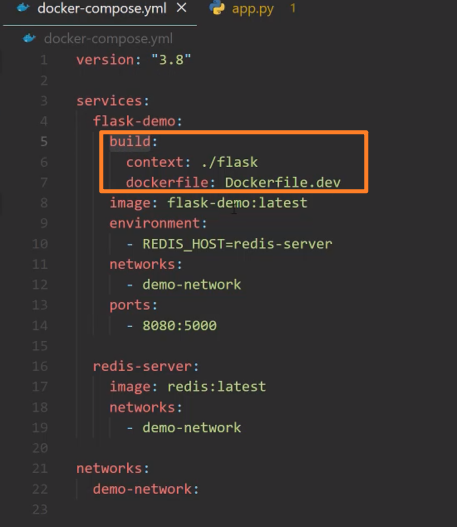 docker-compose.yml × app.py 1
docker-compose.yml
1 version: "3.8"
2
3 services:
4   flask-demo:
5     build:
6       context: ./flask
7       dockerfile: Dockerfile.dev
8     image: flask-demo:latest
9     environment:
10       - REDIS_HOST=redis-server
11     networks:
12       - demo-network
13     ports:
14       - 8080:5000
15
16   redis-server:
17     image: redis:latest
18     networks:
19       - demo-network
20
21 networks:
22   demo-network:
23